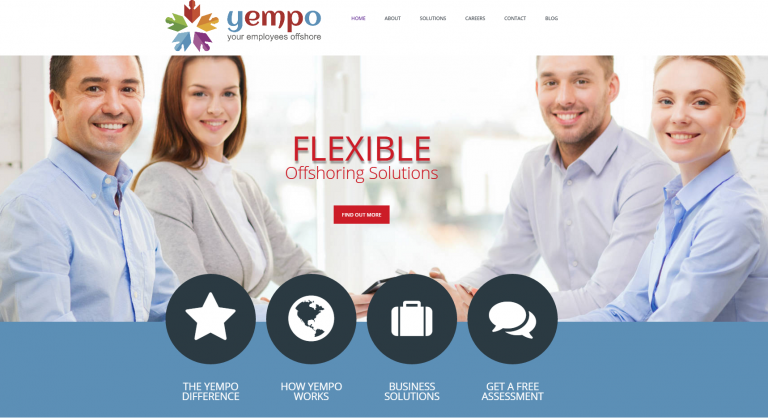 yempo
your employees offshore
HOME ABOUT SOLUTIONS CAREERS CONTACT BLOG
FLEXIBLE
Offshoring Solutions
FIND OUT MORE
THE YEMPO
DIFFERENCE
HOW YEMPO
WORKS
BUSINESS
SOLUTIONS
GET A FREE
ASSESSMENT